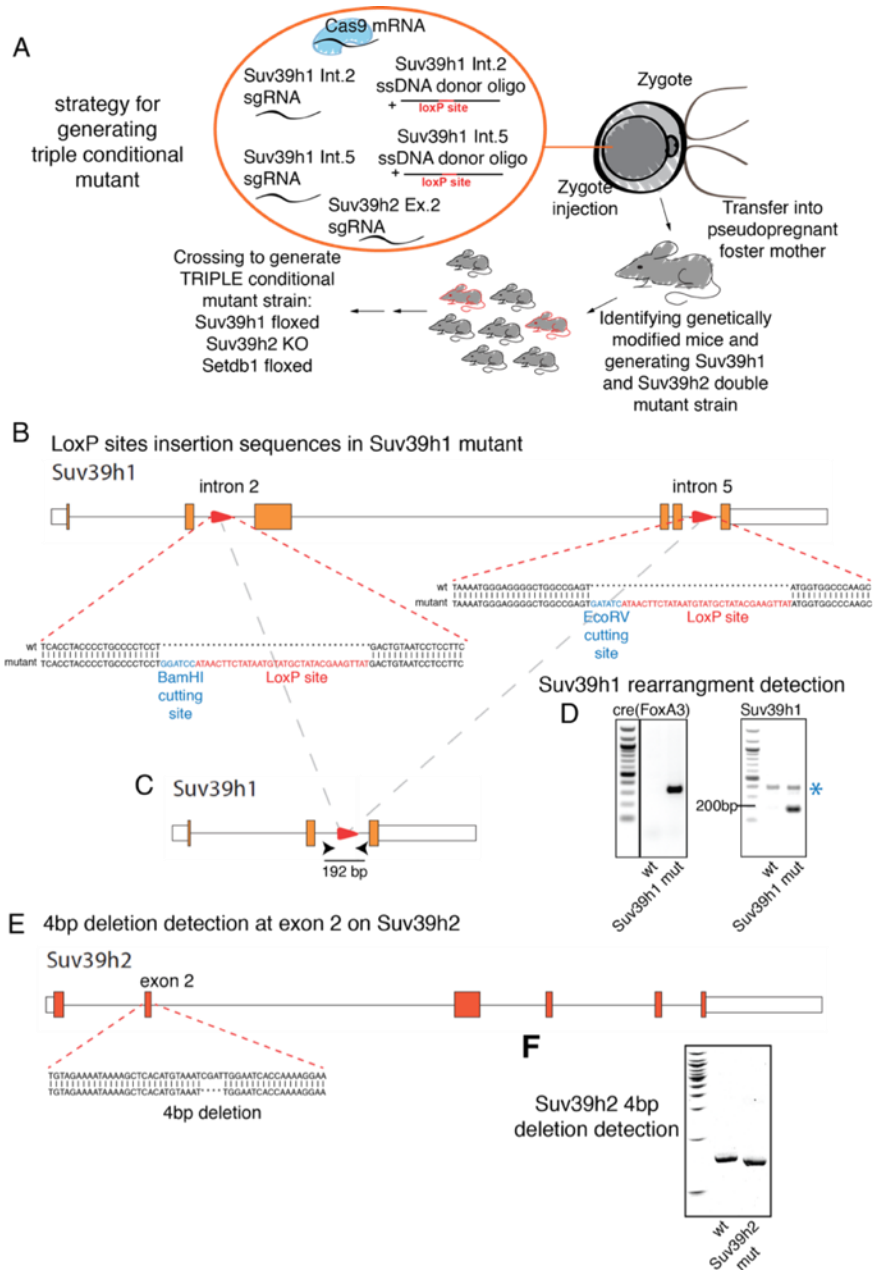 A
strategy for
generating
triple conditional
mutant
Cas9 mRNA
Suv39h1 Int.2
sgRNA
Suv39h1 Int.2
ssDNA donor oligo
+
loxP site
Suv39h1 Int.5
sgRNA
Suv39h1 Int.5
ssDNA donor oligo
+
loxP site
Suv39h2 Ex.2
sgRNA
Zygote
Zygote
injection
Transfer into
pseudopregnant
foster mother
Identifying genetically
modified mice and
generating Suv39h1
and Suv39h2 double
mutant strain
Crossing to generate
TRIPLE conditional
mutant strain:
Suv39h1 floxed
Suv39h2 KO
Setdb1 floxed
B
LoxP sites insertion sequences in Suv39h1 mutant
Suv39h1
intron 2
intron 5
wt TAAAATGGGAGGGGCTGGCCGAGT**********************************ATGGTGGCCCAAGC
mutant TAAAATGGGAGGGGCTGGCCGAGTGATATCATAACTTCTATAATGTATGCTATACGAAGTTATATGGTGGCCCAAGC
EcoRV
cutting
site
LoxP site
wt TCACCTACCCCTGCCCCTCCT**********************************GACTGTAATCCTCCTTC
mutant TCACCTACCCCTGCCCCTCCTGGATCCATAACTTCTATAATGTATGCTATACGAAGTTATGACTGTAATCCTCCTTC
BamHI
cutting
site
LoxP site
C
Suv39h1
192 bp
Suv39h1 rearrangment detection
D
cre(FoxA3)
Suv39h1
200bp
*
wt
Suv39h1 mut
wt
Suv39h1 mut
E
4bp deletion detection at exon 2 on Suv39h2
Suv39h2
exon 2
TGTAGAAAATAAAAGCTCACATGTAAATCGATTGGAATCACCAAAAGGAA
TGTAGAAAATAAAAGCTCACATGTAAAT****TGGAATCACCAAAAGGAA
4bp deletion
F
Suv39h2 4bp
deletion detection
wt
Suv39h2
mut